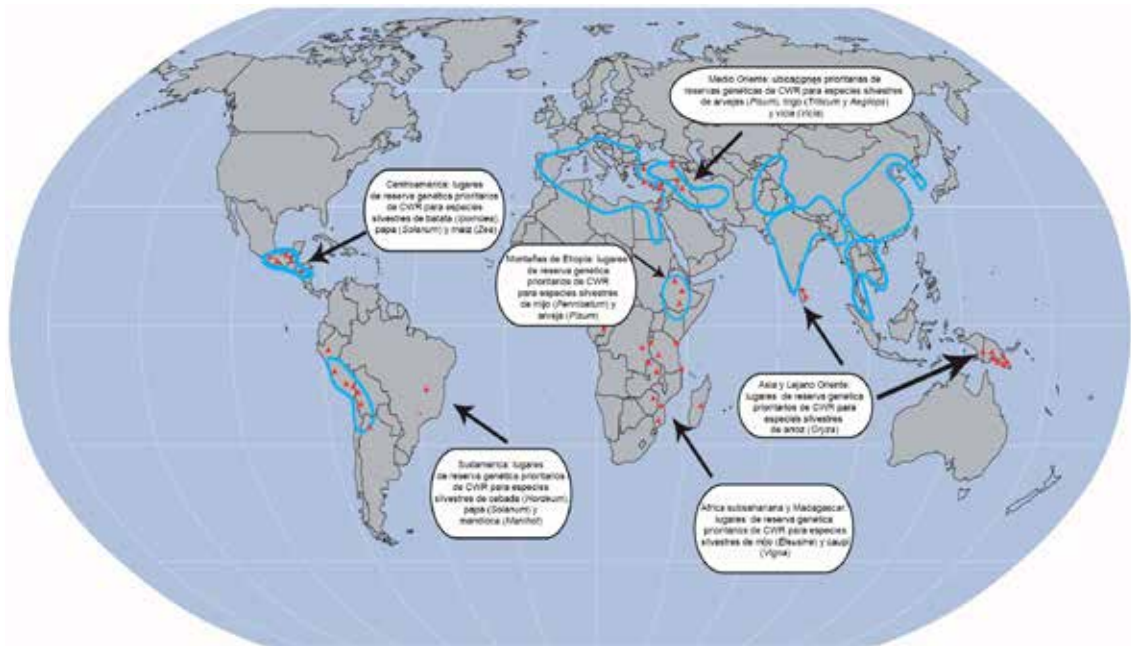 Medio Oriente: ubicaciones prioritarias de
reservas genéticas de CWR para especies silvestres
de arvejas (Pisum), trigo (Triticum y Aegilops)
y vicia (Vicia)
Centroamérica: lugares
de reserva genética prioritarios
de CWR para especies
silvestres de batata (Ipomoea),
papa (Solanum) y maíz (Zea)
Montañas de Etiopía: lugares
de reserva genética
prioritarios de CWR
para especies silvestres
de mijo (Pennisetum) y
arveja (Pisum)
Asia y Lejano Oriente:
lugares de reserva genética
prioritarios de CWR para
especies silvestres
de arroz (Oryza)
Sudamérica: lugares
de reserva genética prioritarios
de CWR para especies
silvestres de cebada (Hordeum),
papa (Solanum) y
mandioca (Manihot)
África subsahariana y Madagascar:
lugares de reserva genética
prioritarios de CWR para especies
silvestres de mijo (Eleusine) y caupí
(Vigna)